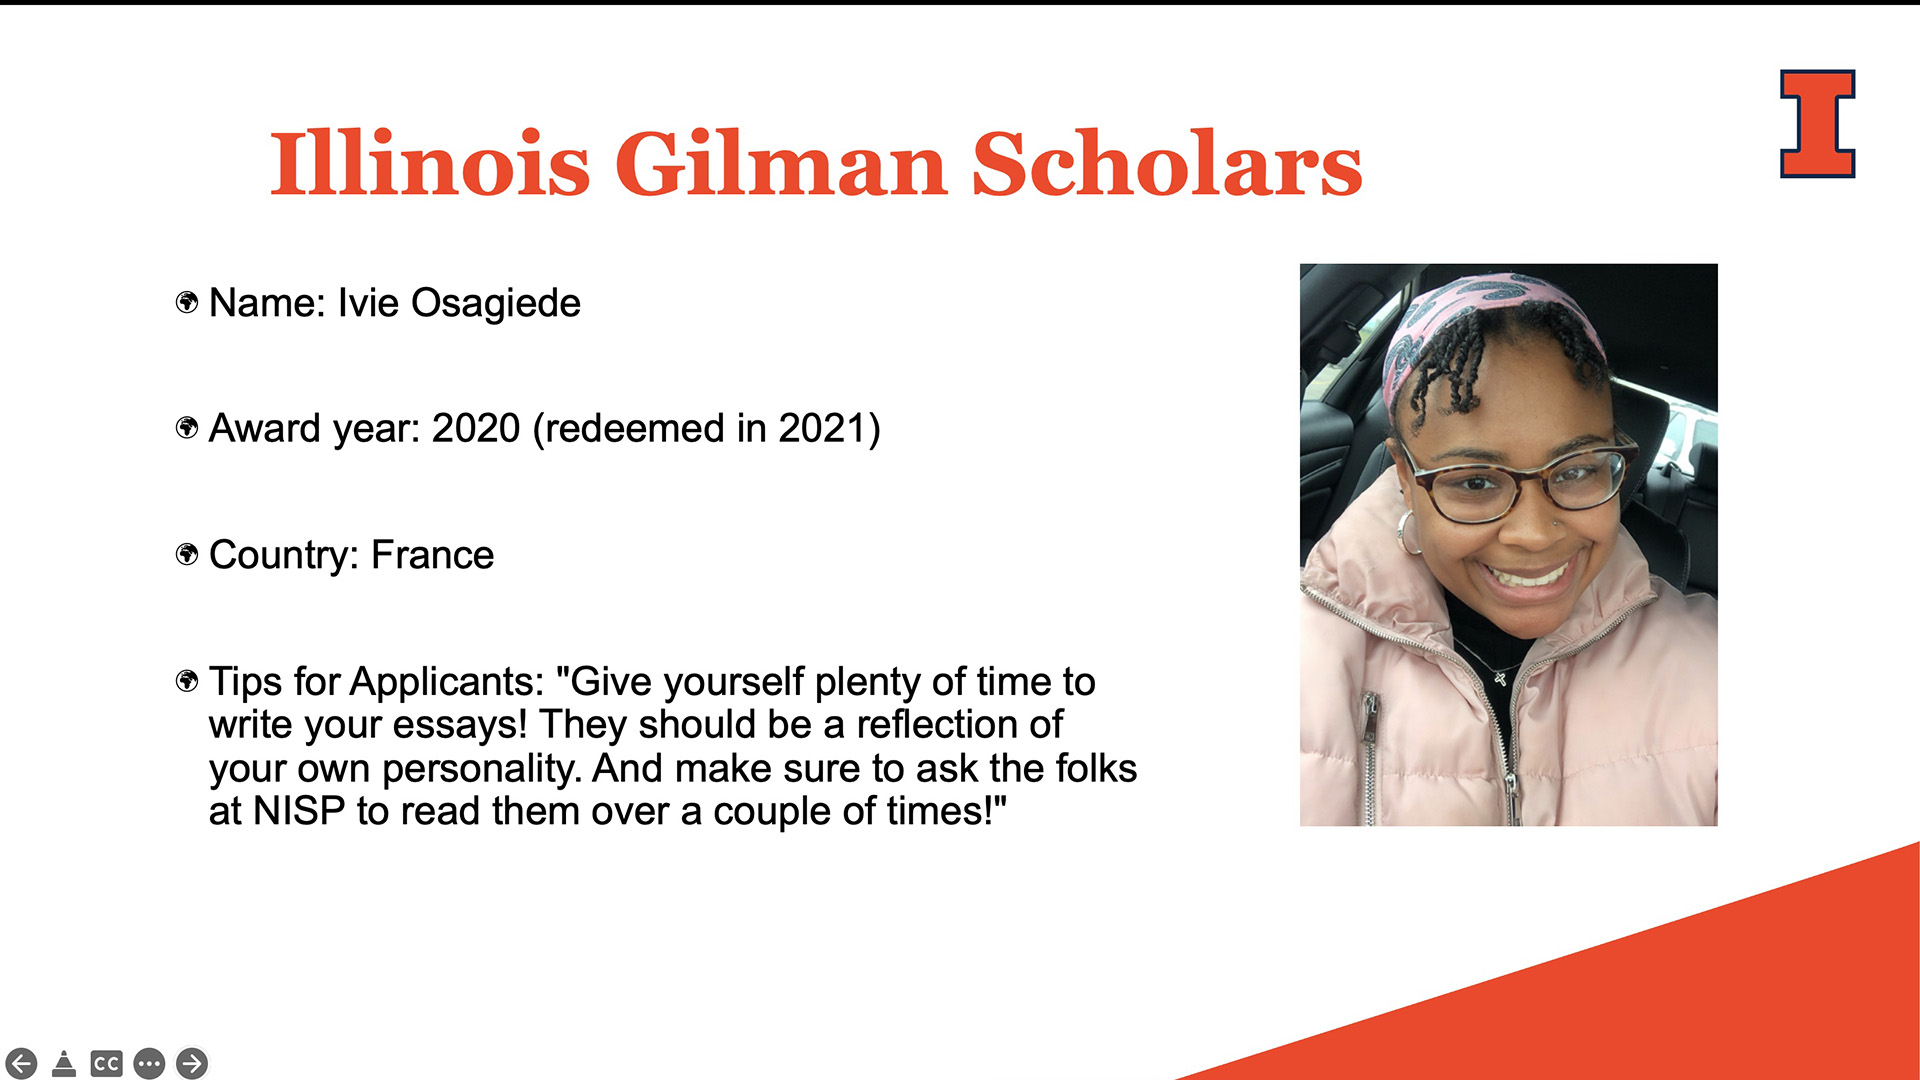 I
Illinois Gilman Scholars
Name: Ivie Osagiede
Award year: 2020 (redeemed in 2021)
Country: France
Tips for Applicants: "Give yourself plenty of time to
write your essays! They should be a reflection of
your own personality. And make sure to ask the folks
at NISP to read them over a couple of times!"
CC